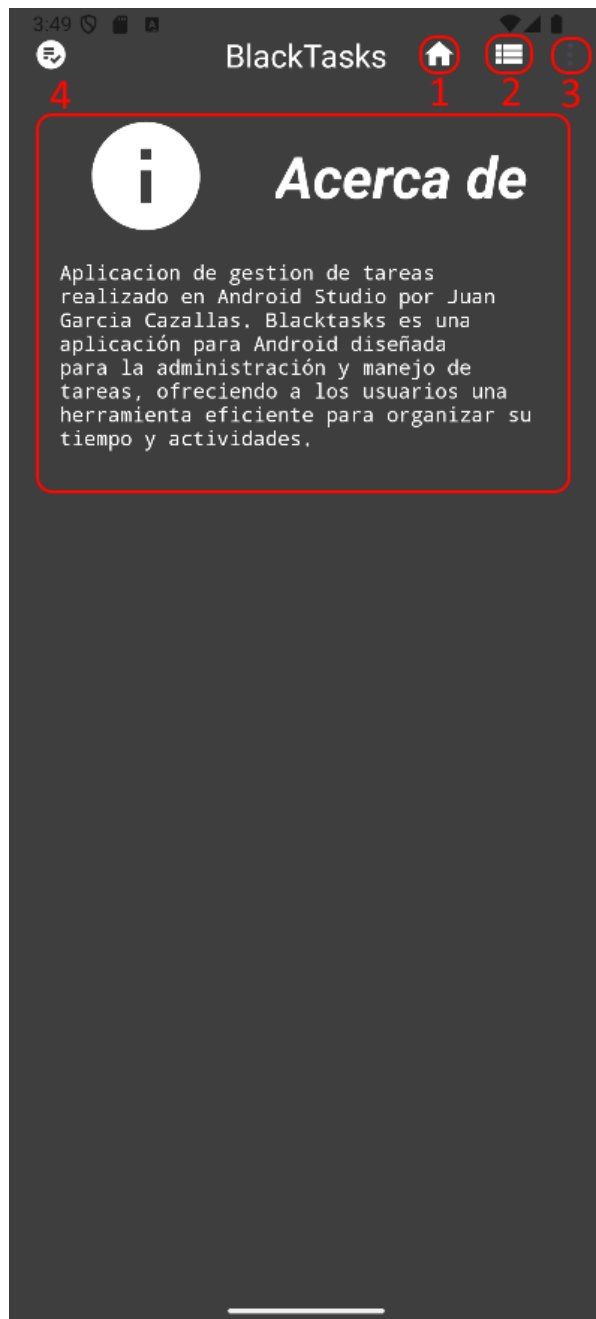 3:49
BlackTasks
1 2 3
4
Acerca de
Aplicacion de gestion de tareas
realizado en Android Studio por Juan
Garcia Cazallas. Blacktasks es una
aplicación para Android diseñada
para la administración y manejo de
tareas, ofreciendo a los usuarios una
herramienta eficiente para organizar su
tiempo y actividades.